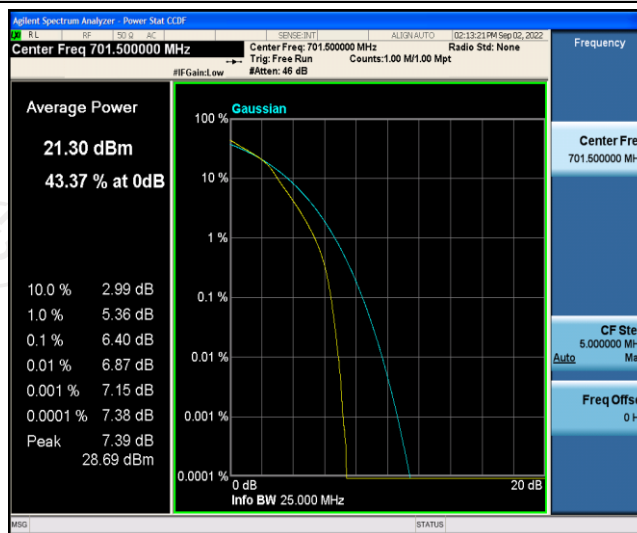 Agilent Spectrum Analyzer - Power Stat CCDF
RL RF 50 Ω AC SENSE:INT ALIGN AUTO 02:13:21 PM Sep 02, 2022
Center Freq 701.500000 MHz
Center Freq: 701.500000 MHz Radio Std: None
Trig: Free Run Counts:1.00 M/1.00 Mpt
#IFGain:Low #Atten: 46 dB
Frequency
Average Power
21.30 dBm
43.37 % at 0dB
10.0 % 2.99 dB
1.0 % 5.36 dB
0.1 % 6.40 dB
0.01 % 6.87 dB
0.001 % 7.15 dB
0.0001 % 7.38 dB
Peak 7.39 dB
28.69 dBm
Gaussian
100 %
10 %
1 %
0.1 %
0.01 %
0.001 %
0.0001 %
0 dB 20 dB
Info BW 25.000 MHz
Center Fre
701.500000 MH
CF Ste
5.000000 MH
Auto Ma
Freq Offse
0 H
MSG STATUS